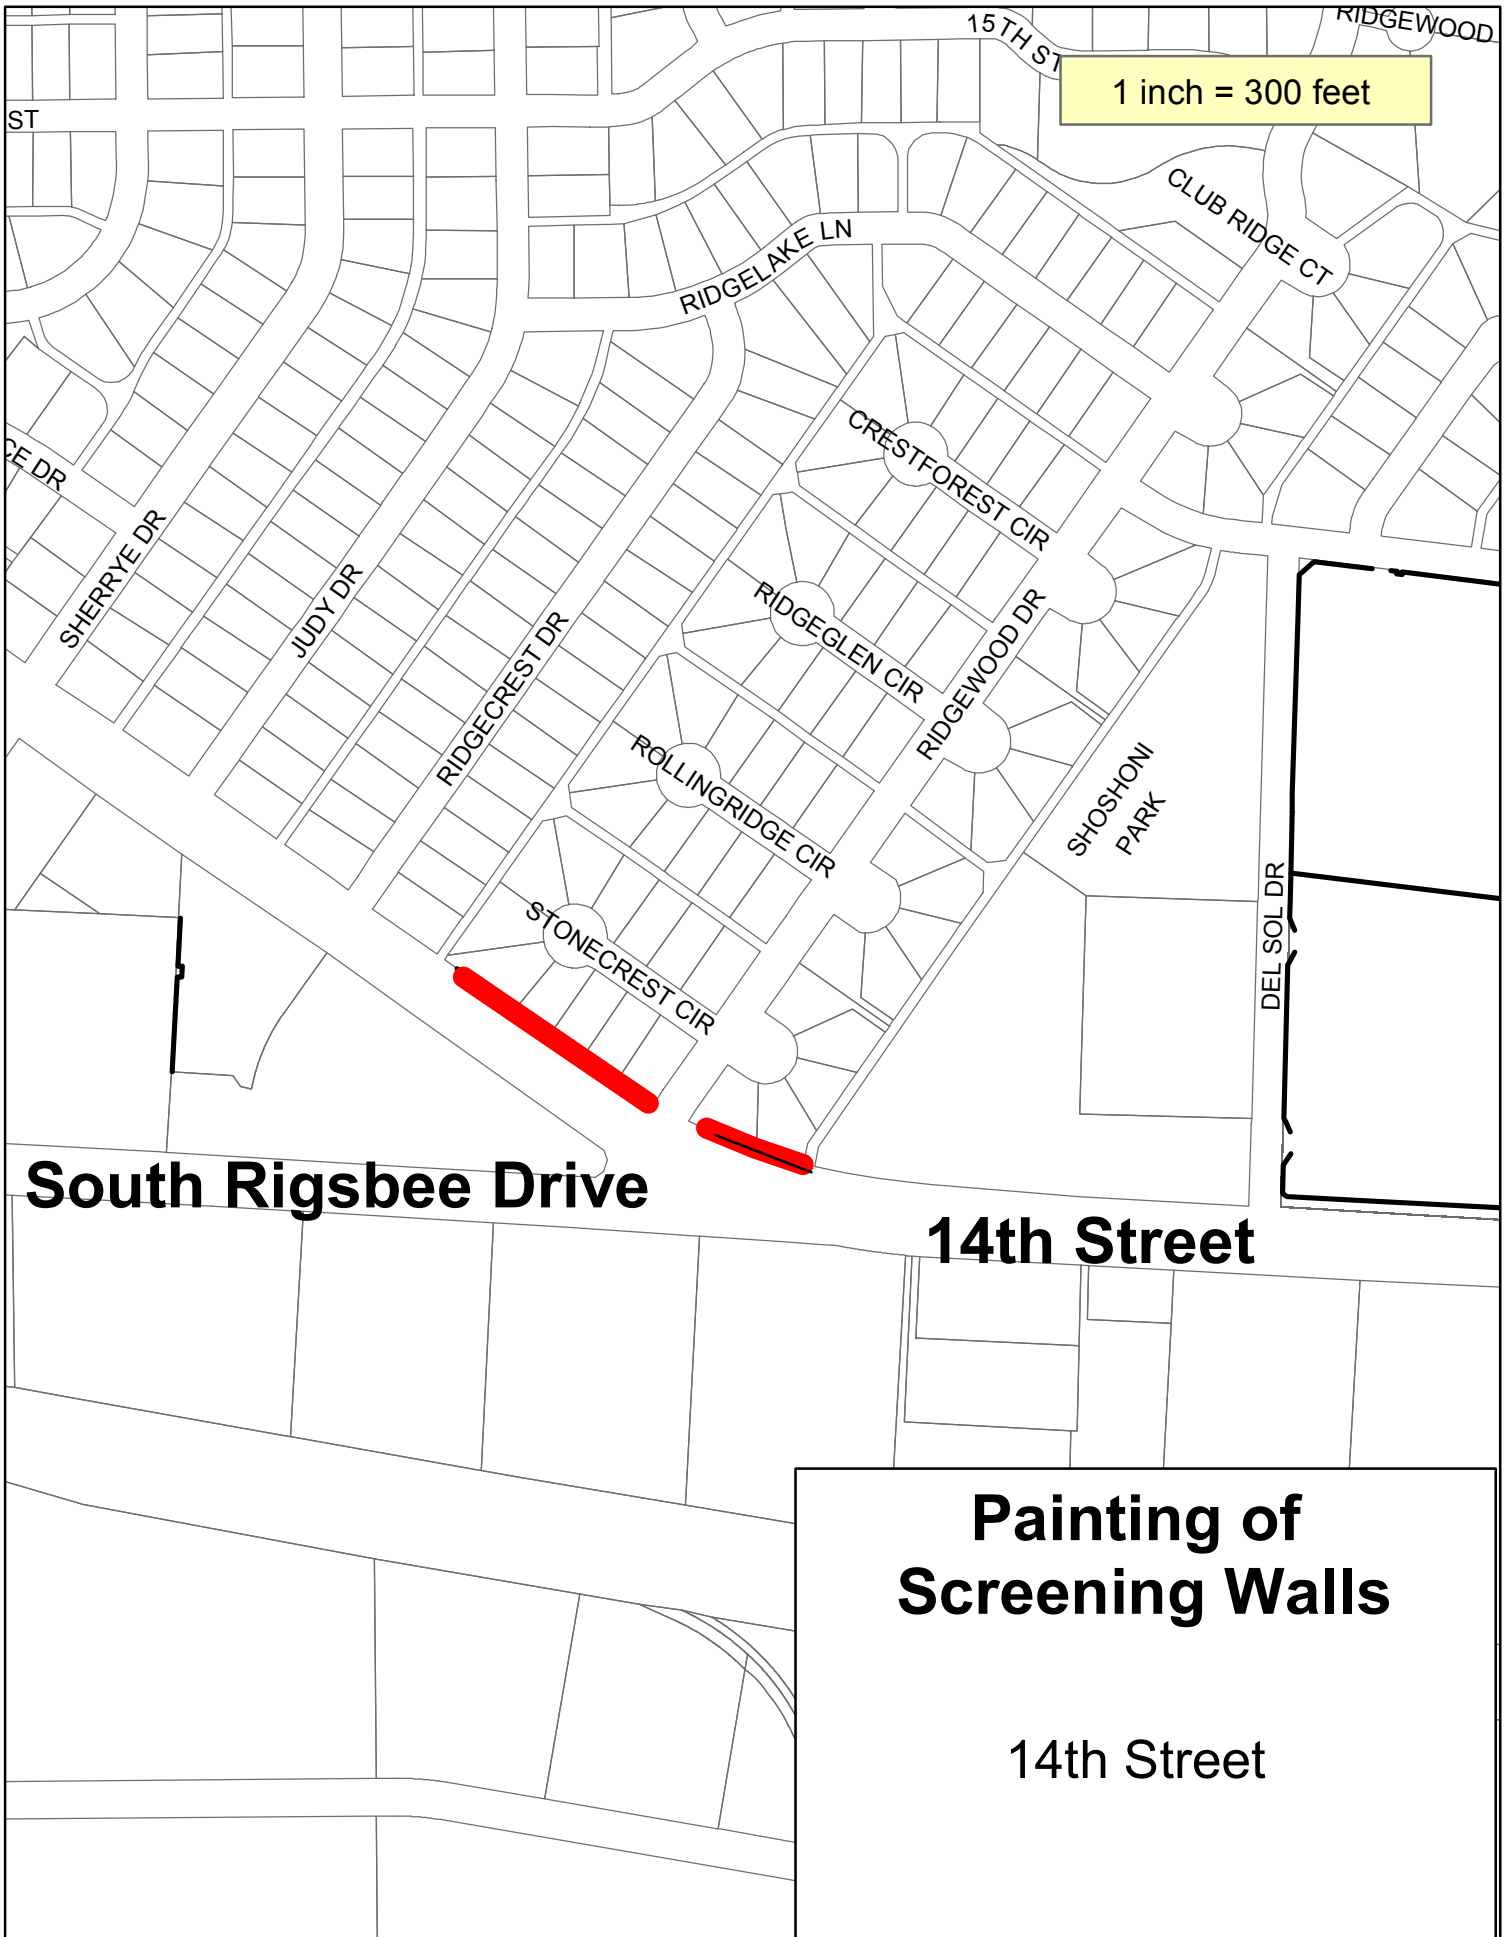 RIDGEWOOD
15TH ST
1 inch = 300 feet
ST
CLUB RIDGE CT
RIDGELAKE LN
CRESTFOREST CIR
CE DR
SHERRYE DR
JUDY DR
RIDGEGLEN CIR
RIDGEWOOD DR
RIDGECREST DR
ROLLINGRIDGE CIR
SHOSHONI
PARK
DEL SOL DR
STONECREST CIR
South Rigsbee Drive
14th Street
Painting of
Screening Walls
14th Street